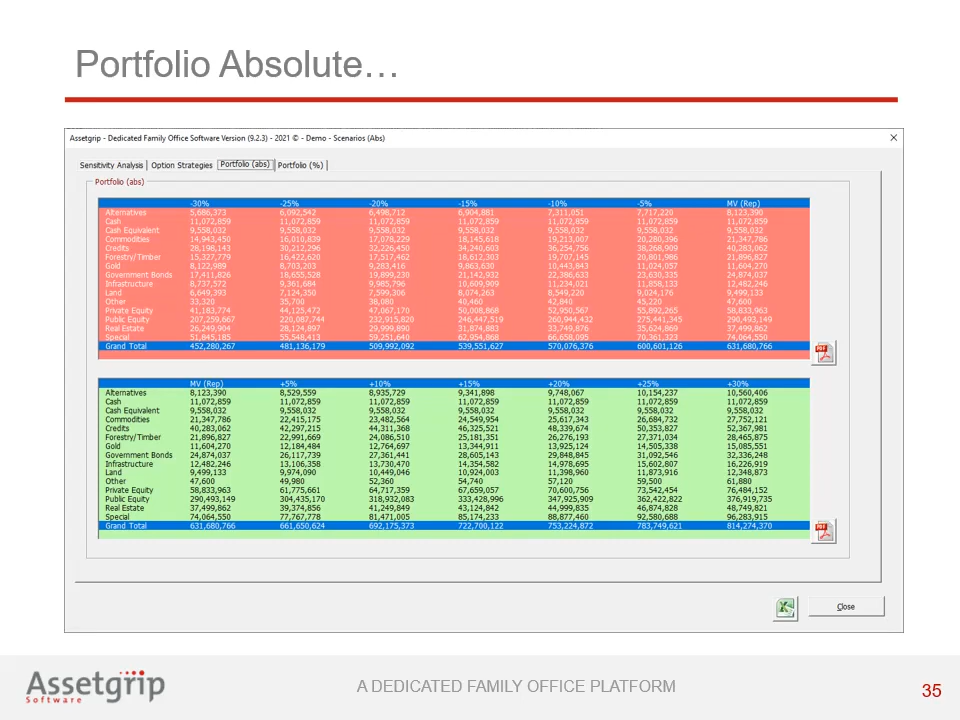 Portfolio Absolute…
Assetgrip - Dedicated Family Office Software Version (9.2.3) - 2021 © - Demo - Scenarios (Abs)
Sensitivity Analysis Option Strategies Portfolio (abs) Portfolio (%)
Portfolio (abs)
-30% -25% -20% -15% -10% -5% MV (Rep)
Alternatives 5,686,373 6,092,542 6,498,712 6,904,881 7,311,051 7,717,220 8,123,390
Cash 11,072,859 11,072,859 11,072,859 11,072,859 11,072,859 11,072,859 11,072,859
Cash Equivalent 9,558,032 9,558,032 9,558,032 9,558,032 9,558,032 9,558,032 9,558,032
Commodities 14,943,450 16,010,839 17,078,229 18,145,618 19,213,007 20,280,396 21,347,786
Credits 28,198,143 30,212,296 32,226,450 34,240,603 36,254,756 38,268,909 40,283,062
Forestry/Timber 15,327,779 16,422,620 17,517,462 18,612,303 19,707,145 20,801,986 21,896,827
Gold 8,122,989 8,703,203 9,283,416 9,863,630 10,443,843 11,024,057 11,604,270
Government Bonds 17,411,826 18,655,528 19,899,230 21,142,932 22,386,633 23,630,335 24,874,037
Infrastructure 8,737,572 9,361,684 9,985,796 10,609,909 11,234,021 11,858,133 12,482,246
Land 6,649,393 7,124,350 7,599,306 8,074,263 8,549,220 9,024,176 9,499,133
Other 33,320 35,700 38,080 40,460 42,840 45,220 47,600
Private Equity 41,183,774 44,125,472 47,067,170 50,008,868 52,950,567 55,892,265 58,833,963
Public Equity 207,259,667 220,087,744 232,915,820 246,447,519 260,944,432 275,441,345 290,493,149
Real Estate 26,249,904 28,124,897 29,999,890 31,874,883 33,749,876 35,624,869 37,499,862
Special 51,845,185 55,548,413 59,251,640 62,954,868 66,658,095 70,361,323 74,064,550
Grand Total 452,280,267 481,136,179 509,992,092 539,551,627 570,076,376 600,601,126 631,680,766
MV (Rep) +5% +10% +15% +20% +25% +30%
Alternatives 8,123,390 8,529,559 8,935,729 9,341,898 9,748,067 10,154,237 10,560,406
Cash 11,072,859 11,072,859 11,072,859 11,072,859 11,072,859 11,072,859 11,072,859
Cash Equivalent 9,558,032 9,558,032 9,558,032 9,558,032 9,558,032 9,558,032 9,558,032
Commodities 21,347,786 22,415,175 23,482,564 24,549,954 25,617,343 26,684,732 27,752,121
Credits 40,283,062 42,297,215 44,311,368 46,325,521 48,339,674 50,353,827 52,367,981
Forestry/Timber 21,896,827 22,991,669 24,086,510 25,181,351 26,276,193 27,371,034 28,465,875
Gold 11,604,270 12,184,484 12,764,697 13,344,911 13,925,124 14,505,338 15,085,551
Government Bonds 24,874,037 26,117,739 27,361,441 28,605,143 29,848,845 31,092,546 32,336,248
Infrastructure 12,482,246 13,106,358 13,730,470 14,354,582 14,978,695 15,602,807 16,226,919
Land 9,499,133 9,974,090 10,449,046 10,924,003 11,398,960 11,873,916 12,348,873
Other 47,600 49,980 52,360 54,740 57,120 59,500 61,880
Private Equity 58,833,963 61,775,661 64,717,359 67,659,057 70,600,756 73,542,454 76,484,152
Public Equity 290,493,149 304,435,170 318,932,083 333,428,996 347,925,909 362,422,822 376,919,735
Real Estate 37,499,862 39,374,856 41,249,849 43,124,842 44,999,835 46,874,828 48,749,821
Special 74,064,550 77,767,778 81,471,005 85,174,233 88,877,460 92,580,688 96,283,915
Grand Total 631,680,766 661,650,624 692,175,373 722,700,122 753,224,872 783,749,621 814,274,370
PDF
PDF
Close
Assetgrip
Software
A DEDICATED FAMILY OFFICE PLATFORM
35